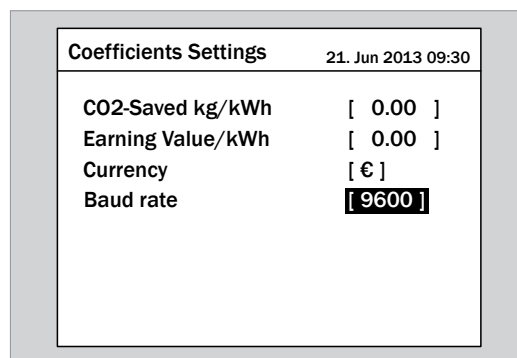 Coefficients Settings 21. Jun 2013 09:30
CO2-Saved kg/kWh [ 0.00 ]
Earning Value/kWh [ 0.00 ]
Currency [ € ]
Baud rate [ 9600 ]